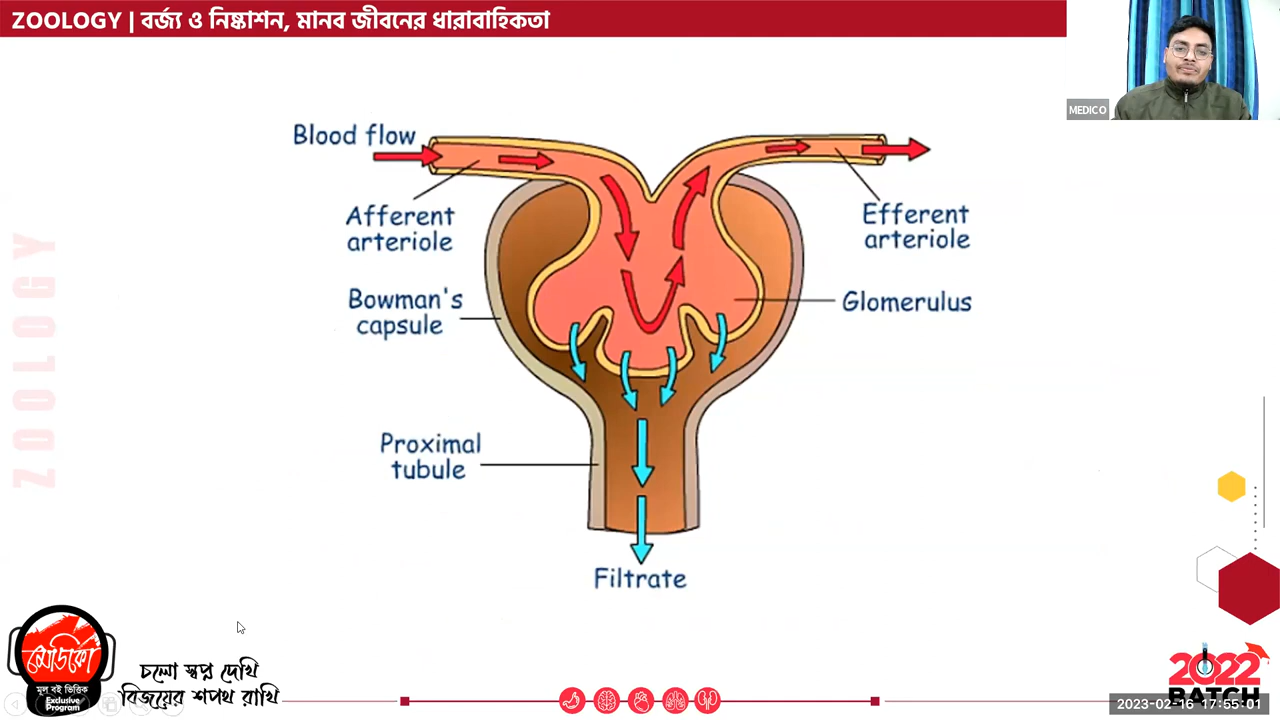 ZOOLOGY | বর্জ্য ও নিষ্কাশন, মানব জীবনের ধারাবাহিকতা
MEDICO
Blood flow
Afferent
arteriole
Efferent
arteriole
Bowman's
capsule
Glomerulus
Proximal
tubule
Filtrate
ZOOLOGY
মেডিকো
মূল বই ভিত্তিক
Exclusive
Program
চলো স্বপ্ন দেখি
বিজয়ের শপথ রাখি
2022
BATCH
2023-02-16 17:55:01